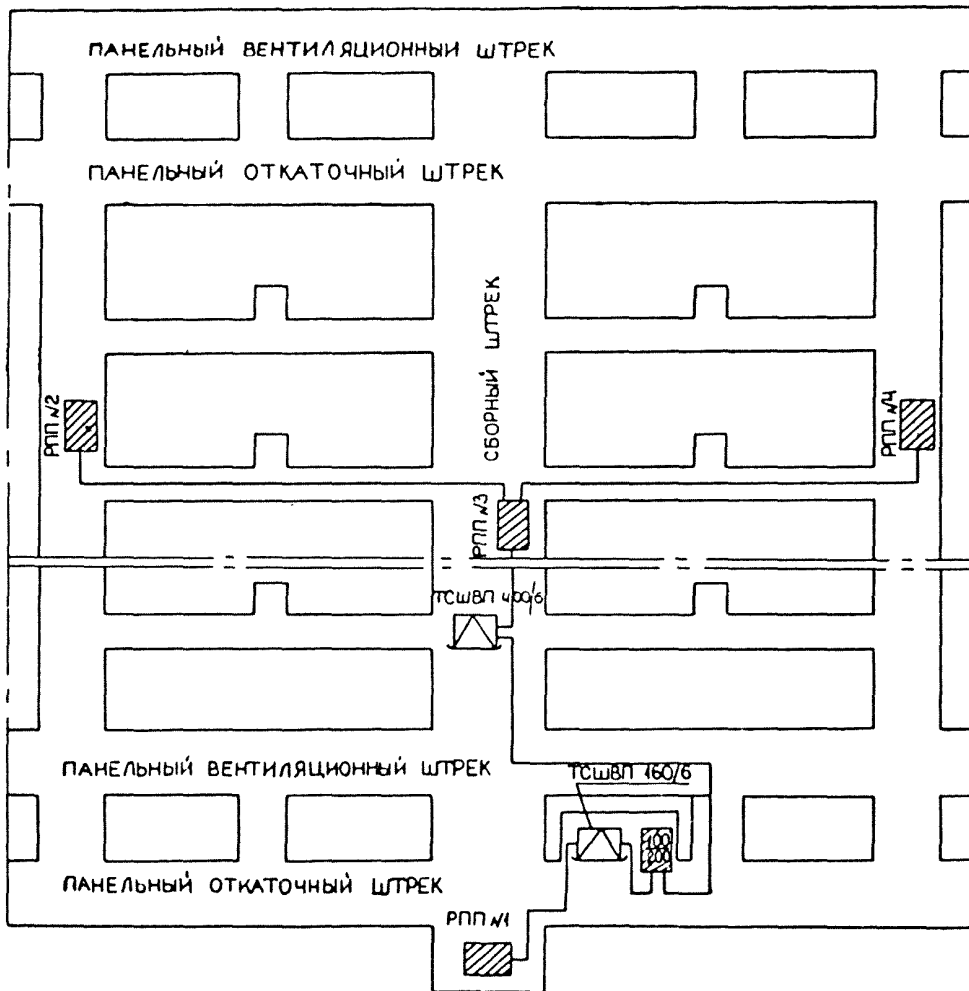 ПАНЕЛЬНЫЙ ВЕНТИЛЯЦИОННЫЙ ШТРЕК
ПАНЕЛЬНЫЙ ОТКАТОЧНЫЙ ШТРЕК
СБОРНЫЙ ШТРЕК
РПП №2
РПП №4
РПП №3
ТСШВП 400/6
ПАНЕЛЬНЫЙ ВЕНТИЛЯЦИОННЫЙ ШТРЕК
ТСШВП 160/6
100
200
ПАНЕЛЬНЫЙ ОТКАТОЧНЫЙ ШТРЕК
РПП №1